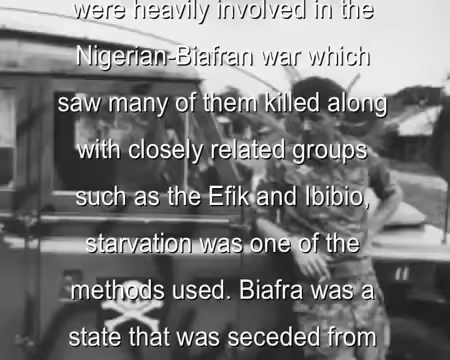 were heavily involved in the
Nigerian-Biafran war which
saw many of them killed along
with closely related groups
such as the Efik and Ibibio,
starvation was one of the
methods used. Biafra was a
state that was seceded from